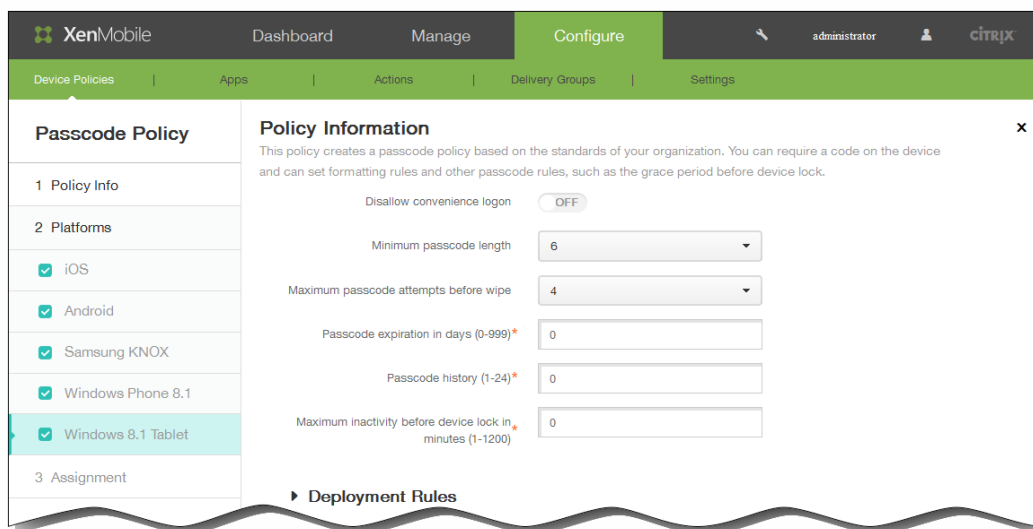 XenMobile Dashboard Manage Configure administrator CİTRIX
Device Policies | Apps | Actions | Delivery Groups | Settings
Passcode Policy
1 Policy Info
2 Platforms
iOS
Android
Samsung KNOX
Windows Phone 8.1
Windows 8.1 Tablet
3 Assignment
Policy Information x
This policy creates a passcode policy based on the standards of your organization. You can require a code on the device
and can set formatting rules and other passcode rules, such as the grace period before device lock.
Disallow convenience logon OFF
Minimum passcode length 6
Maximum passcode attempts before wipe 4
Passcode expiration in days (0-999)* 0
Passcode history (1-24)* 0
Maximum inactivity before device lock in
minutes (1-1200)* 0
Deployment Rules